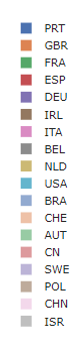 PRT
GBR
FRA
ESP
DEU
IRL
ITA
BEL
NLD
USA
BRA
CHE
AUT
CN
SWE
POL
CHN
ISR